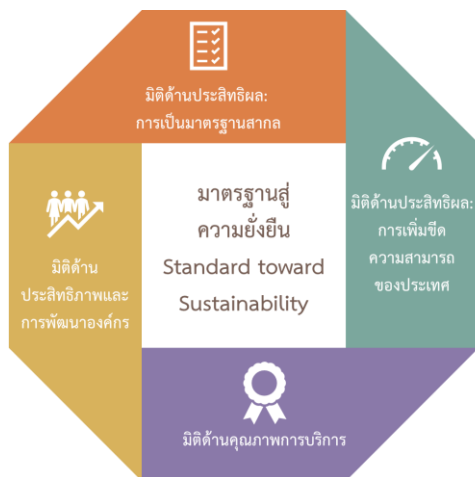 มิติด้านประสิทธิผล:
การเป็นมาตรฐานสากล
มิติด้านประสิทธิผล:
การเพิ่มขีด
ความสามารถ
ของประเทศ
มาตรฐานสู่
ความยั่งยืน
Standard toward
Sustainability
มิติด้าน
ประสิทธิภาพและ
การพัฒนาองค์กร
มิติด้านคุณภาพการบริการ